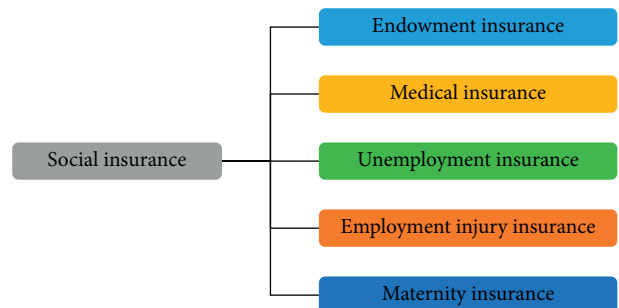 Endowment insurance
Medical insurance
Social insurance
Unemployment insurance
Employment injury insurance
Maternity insurance